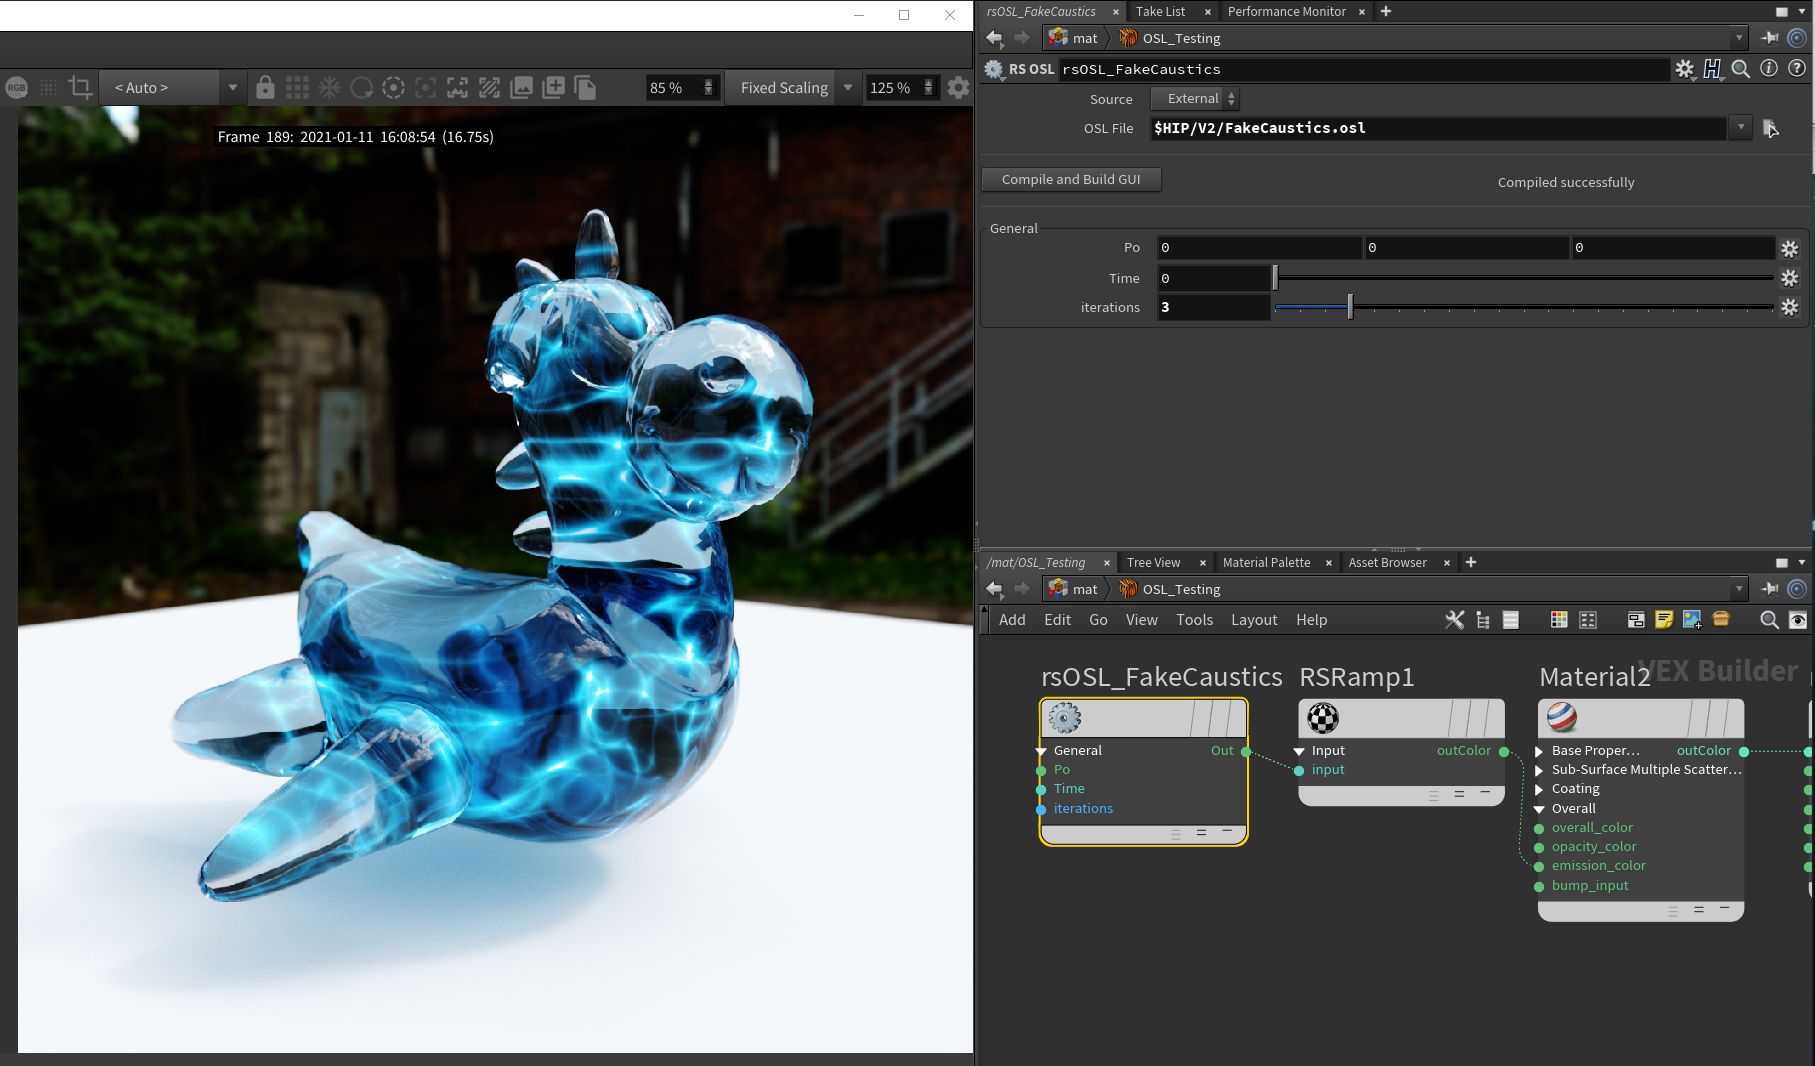 RGB
< Auto >
85 %
Fixed Scaling
125 %
Frame 189: 2021-01-11 16:08:54 (16.75s)
rsOSL_FakeCaustics
Take List
Performance Monitor
mat
OSL_Testing
RS OSL
rsOSL_FakeCaustics
Source
External
OSL File
$HIP/V2/FakeCaustics.osl
Compile and Build GUI
Compiled successfully
General
Po
0
0
0
Time
0
iterations
3
/mat/OSL_Testing
Tree View
Material Palette
Asset Browser
mat
OSL_Testing
Add
Edit
Go
View
Tools
Layout
Help
VEX Builder
rsOSL_FakeCaustics
General
Out
Po
Time
iterations
RSRamp1
Input
outColor
input
Material2
Base Proper...
outColor
Sub-Surface Multiple Scatter...
Coating
Overall
overall_color
opacity_color
emission_color
bump_input